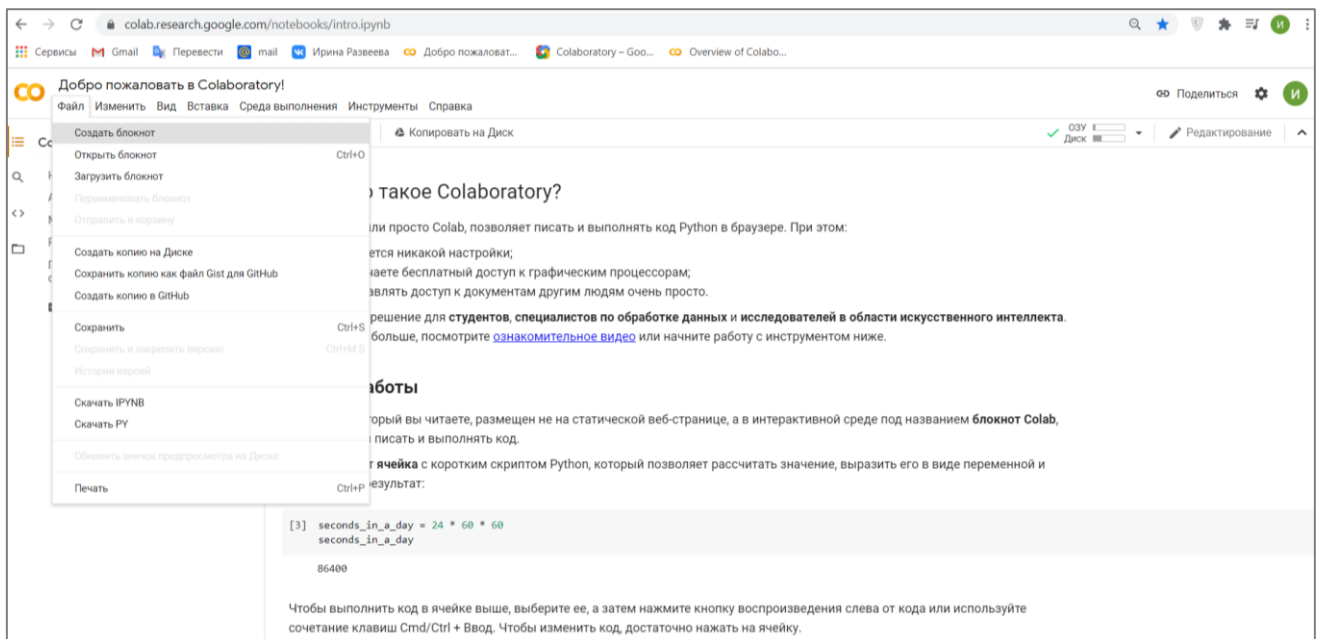 colab.research.google.com/notebooks/intro.ipynb
И
Сервисы Gmail Перевести mail Ирина Развеева Добро пожаловат... Colaboratory – Goo... Overview of Colabo...
Добро пожаловать в Colaboratory!
Файл Изменить Вид Вставка Среда выполнения Инструменты Справка
Поделиться И
Создать блокнот
Копировать на Диск
ОЗУ
Диск
Редактирование
Открыть блокнот Ctrl+O
Загрузить блокнот
Переименовать блокнот
Отправить в корзину
Создать копию на Диске
Сохранить копию как файл Gist для GitHub
Создать копию в GitHub
Сохранить Ctrl+S
Сохранить и закрепить версию Ctrl+M S
История версий
Скачать IPYNB
Скачать PY
Обновить значок предпросмотра на Диске
Печать Ctrl+P
такое Colaboratory?
или просто Colab, позволяет писать и выполнять код Python в браузере. При этом:
никакой настройки;
бесплатный доступ к графическим процессорам;
доступ к документам другим людям очень просто.
решение для студентов, специалистов по обработке данных и исследователей в области искусственного интеллекта.
больше, посмотрите ознакомительное видео или начните работу с инструментом ниже.
вы читаете, размещен не на статической веб-странице, а в интерактивной среде под названием блокнот Colab,
писать и выполнять код.
ячейка с коротким скриптом Python, который позволяет рассчитать значение, выразить его в виде переменной и
результат:
[3] seconds_in_a_day = 24 * 60 * 60
seconds_in_a_day
86400
Чтобы выполнить код в ячейке выше, выберите ее, а затем нажмите кнопку воспроизведения слева от кода или используйте
сочетание клавиш Cmd/Ctrl + Ввод. Чтобы изменить код, достаточно нажать на ячейку.